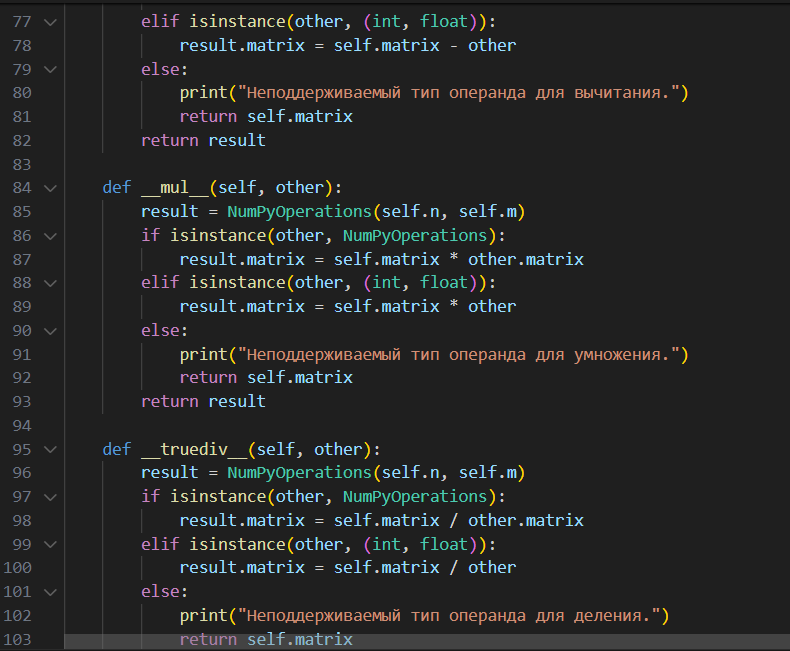 77 elif isinstance(other, (int, float)):
78 result.matrix = self.matrix - other
79 else:
80 print("Неподдерживаемый тип операнда для вычитания.")
81 return self.matrix
82 return result
83
84 def __mul__(self, other):
85 result = NumPyOperations(self.n, self.m)
86 if isinstance(other, NumPyOperations):
87 result.matrix = self.matrix * other.matrix
88 elif isinstance(other, (int, float)):
89 result.matrix = self.matrix * other
90 else:
91 print("Неподдерживаемый тип операнда для умножения.")
92 return self.matrix
93 return result
94
95 def __truediv__(self, other):
96 result = NumPyOperations(self.n, self.m)
97 if isinstance(other, NumPyOperations):
98 result.matrix = self.matrix / other.matrix
99 elif isinstance(other, (int, float)):
100 result.matrix = self.matrix / other
101 else:
102 print("Неподдерживаемый тип операнда для деления.")
103 return self.matrix